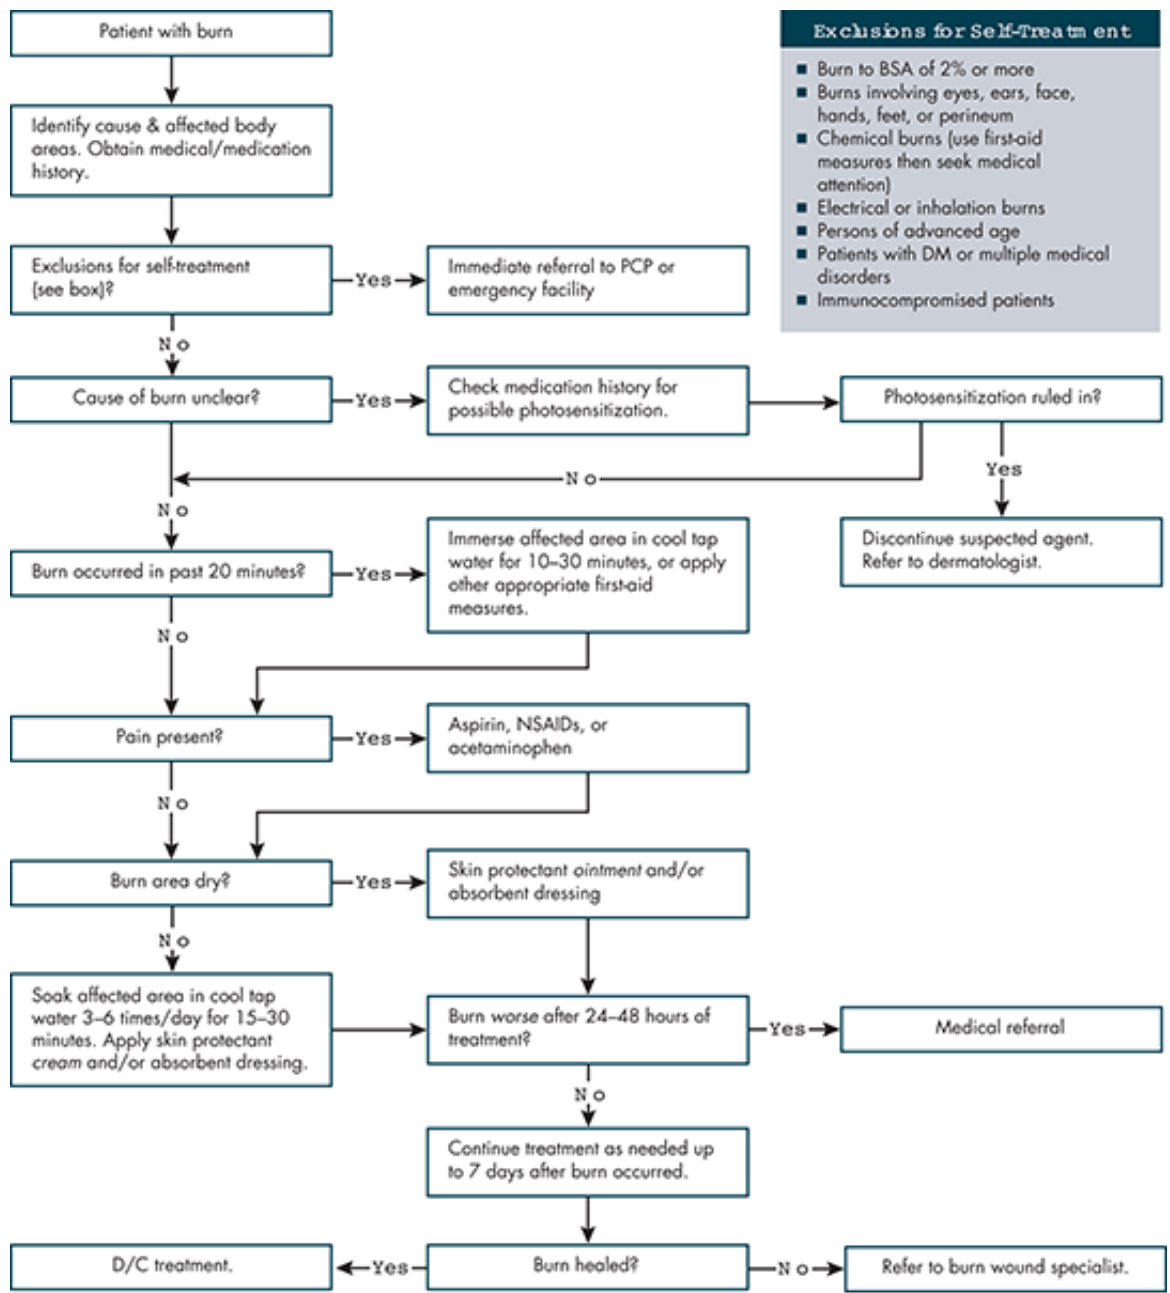 Patient with burn
Exclusions for Self-Treatment
Burn to BSA of 2% or more
Burns involving eyes, ears, face,
hands, feet, or perineum
Chemical burns (use first-aid
measures then seek medical
attention)
Electrical or inhalation burns
Persons of advanced age
Patients with DM or multiple medical
disorders
Immunocompromised patients
Identify cause & affected body
areas. Obtain medical/medication
history.
Exclusions for self-treatment
(see box)?
Yes
Immediate referral to PCP or
emergency facility
No
Cause of burn unclear?
Yes
Check medication history for
possible photosensitization.
Photosensitization ruled in?
No
Yes
Discontinue suspected agent.
Refer to dermatologist.
No
Burn occurred in past 20 minutes?
Yes
Immerse affected area in cool tap
water for 10–30 minutes, or apply
other appropriate first-aid
measures.
No
Pain present?
Yes
Aspirin, NSAIDs, or
acetaminophen
No
Burn area dry?
Yes
Skin protectant ointment and/or
absorbent dressing
No
Soak affected area in cool tap
water 3–6 times/day for 15–30
minutes. Apply skin protectant
cream and/or absorbent dressing.
Burn worse after 24–48 hours of
treatment?
Yes
Medical referral
No
Continue treatment as needed up
to 7 days after burn occurred.
Burn healed?
Yes
D/C treatment.
No
Refer to burn wound specialist.